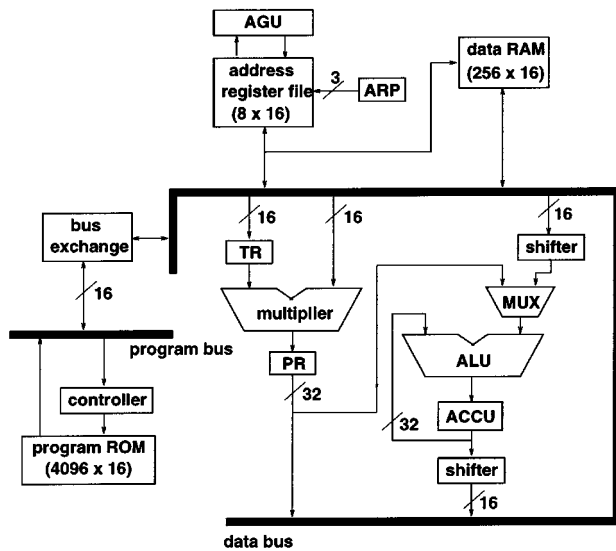 AGU
address
register file
(8 x 16)
3
ARP
data RAM
(256 x 16)
bus
exchange
16
16
16
16
TR
shifter
multiplier
MUX
program bus
PR
ALU
32
controller
ACCU
32
program ROM
(4096 x 16)
shifter
16
data bus